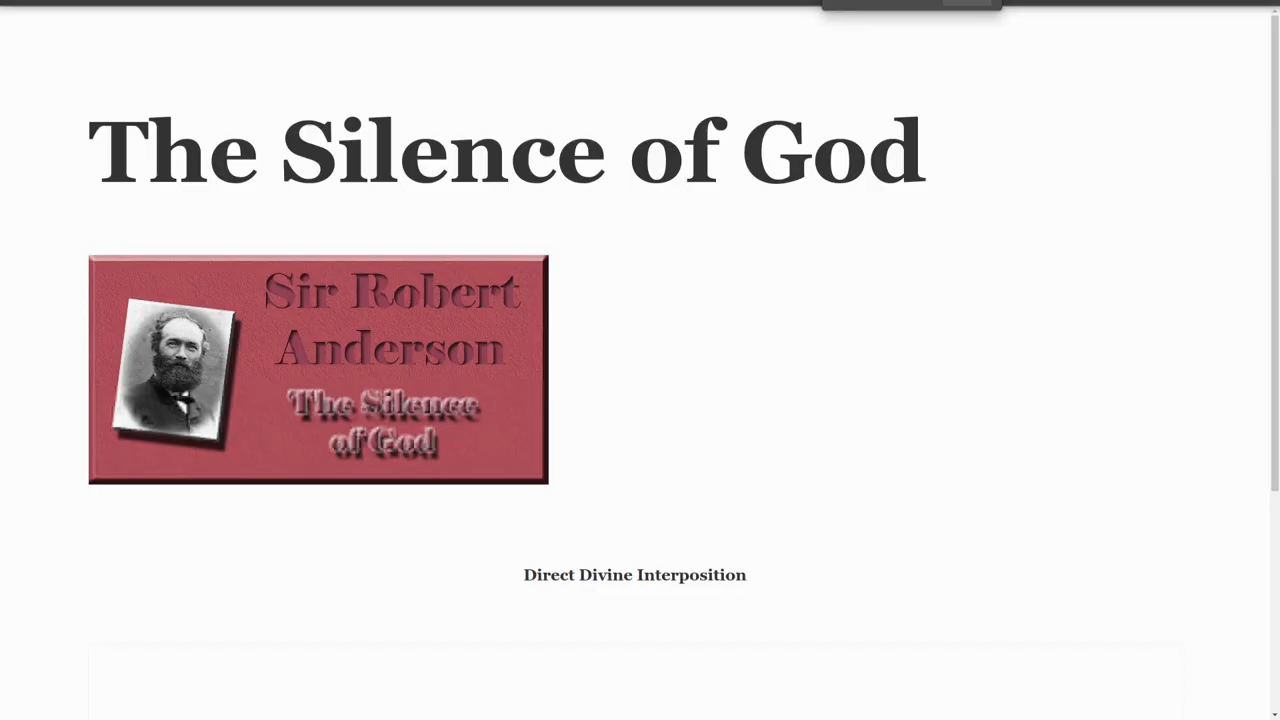 The Silence of God
Sir Robert
Anderson
The Silence
of God
Direct Divine Interposition